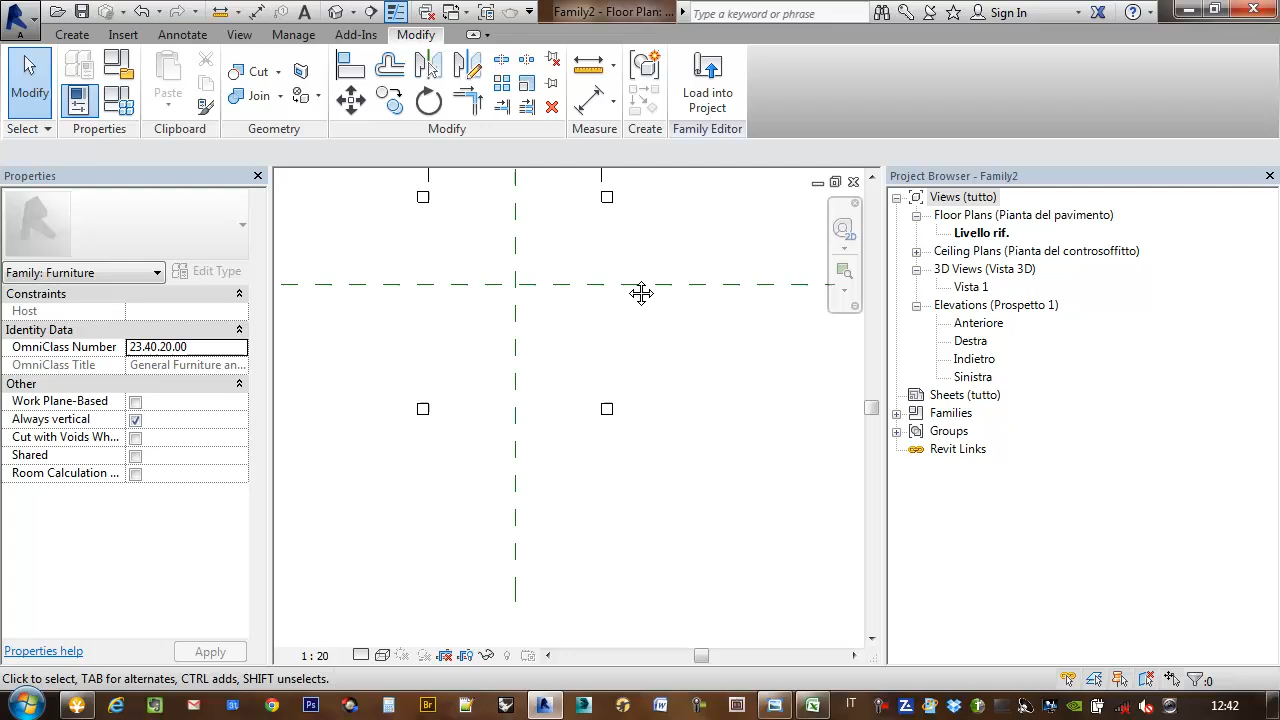 Family2 - Floor Plan: ...
Type a keyword or phrase
Sign In
A
Create
Insert
Annotate
View
Manage
Add-Ins
Modify
Modify
Paste
Cut
Join
Load into
Project
Select
Properties
Clipboard
Geometry
Modify
Measure
Create
Family Editor
Properties
Family: Furniture
Edit Type
Constraints
Host
Identity Data
OmniClass Number
23.40.20.00
OmniClass Title
General Furniture an...
Other
Work Plane-Based
Always vertical
Cut with Voids Wh...
Shared
Room Calculation ...
Properties help
Apply
2D
1 : 20
Project Browser - Family2
Views (tutto)
Floor Plans (Pianta del pavimento)
Livello rif.
Ceiling Plans (Pianta del controsoffitto)
3D Views (Vista 3D)
Vista 1
Elevations (Prospetto 1)
Anteriore
Destra
Indietro
Sinistra
Sheets (tutto)
Families
Groups
Revit Links
Click to select, TAB for alternates, CTRL adds, SHIFT unselects.
:0
Ps
Br
IT
12:42